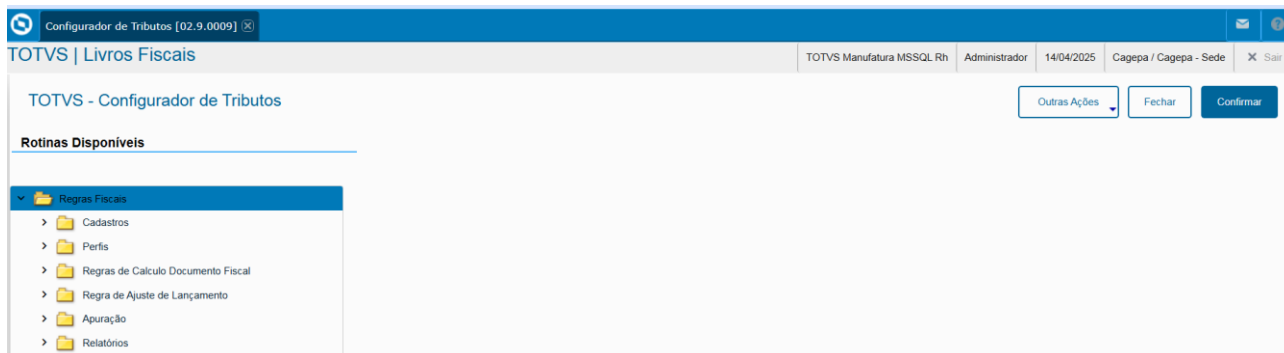 Configurador de Tributos [02.9.0009]
TOTVS | Livros Fiscais
TOTVS Manufatura MSSQL Rh Administrador 14/04/2025 Cagepa / Cagepa - Sede X Sair
TOTVS - Configurador de Tributos
Outras Ações Fechar Confirmar
Rotinas Disponíveis
Regras Fiscais
Cadastros
Perfis
Regras de Calculo Documento Fiscal
Regra de Ajuste de Lançamento
Apuração
Relatórios